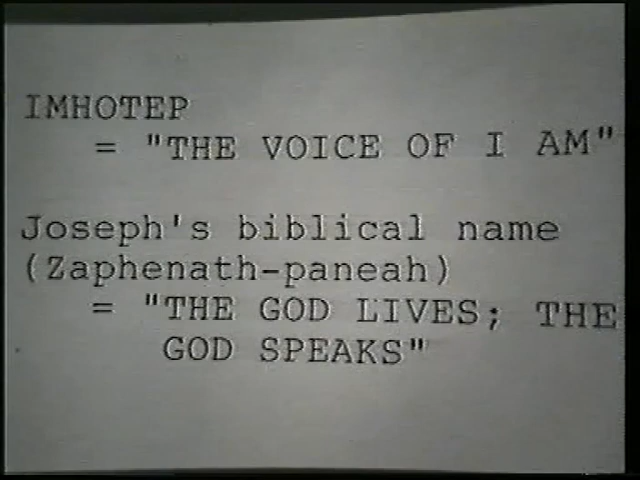 IMHOTEP
= "THE VOICE OF I AM"
Joseph's biblical name
(Zaphenath-paneah)
= "THE GOD LIVES; THE
GOD SPEAKS"